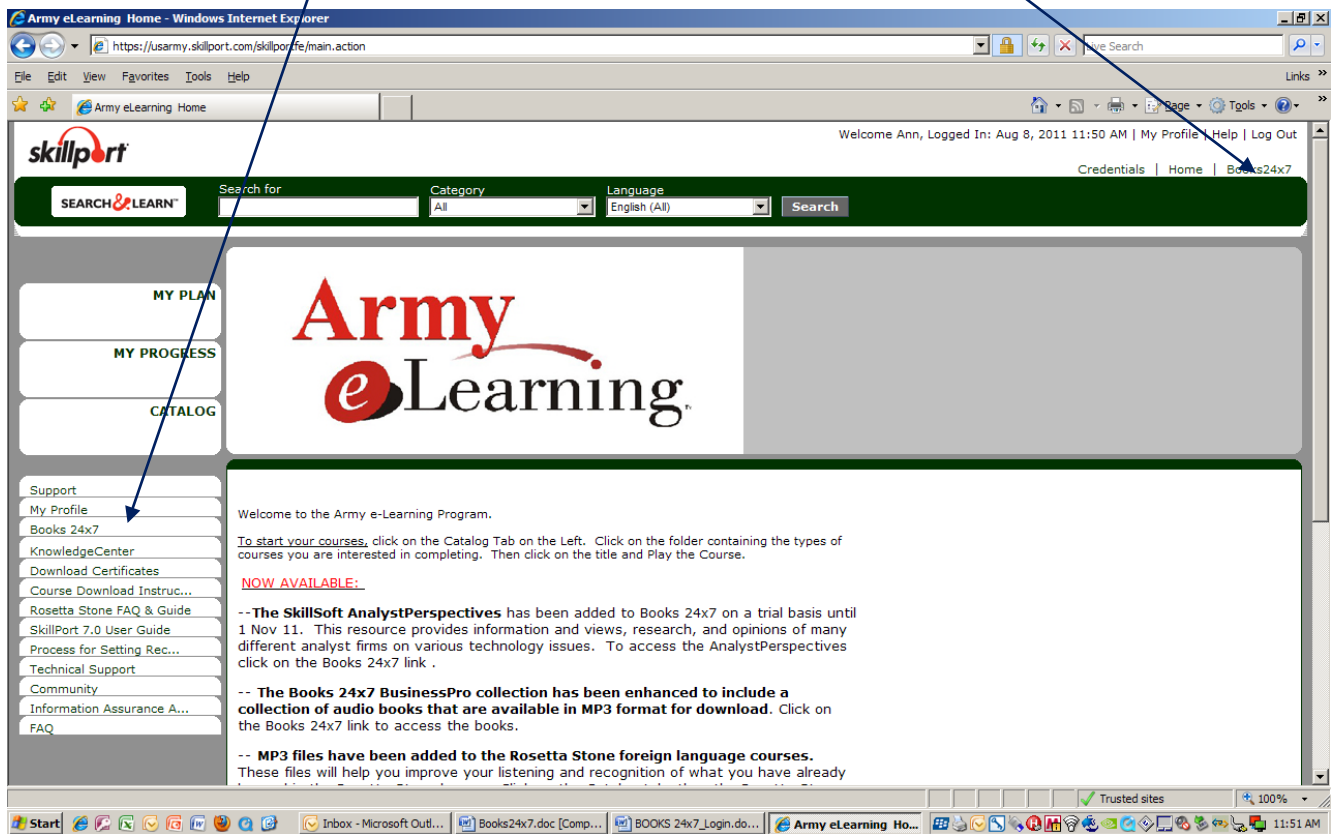 Army eLearning Home - Windows Internet Explorer
https://usarmy.skillport.com/skillportfe/main.action
Live Search
File Edit View Favorites Tools Help
Links »
Army eLearning Home
Page Tools »
skillport
Welcome Ann, Logged In: Aug 8, 2011 11:50 AM | My Profile | Help | Log Out
Credentials | Home | Books24x7
SEARCH & LEARN™
Search for
Category
Language
All
English (All)
Search
MY PLAN
MY PROGRESS
CATALOG
Army
eLearning
Support
My Profile
Books 24x7
KnowledgeCenter
Download Certificates
Course Download Instruc...
Rosetta Stone FAQ & Guide
SkillPort 7.0 User Guide
Process for Setting Rec...
Technical Support
Community
Information Assurance A...
FAQ
Welcome to the Army e-Learning Program.
To start your courses, click on the Catalog Tab on the Left. Click on the folder containing the types of
courses you are interested in completing. Then click on the title and Play the Course.
NOW AVAILABLE:
--The SkillSoft AnalystPerspectives has been added to Books 24x7 on a trial basis until
1 Nov 11. This resource provides information and views, research, and opinions of many
different analyst firms on various technology issues. To access the AnalystPerspectives
click on the Books 24x7 link .
-- The Books 24x7 BusinessPro collection has been enhanced to include a
collection of audio books that are available in MP3 format for download. Click on
the Books 24x7 link to access the books.
-- MP3 files have been added to the Rosetta Stone foreign language courses.
These files will help you improve your listening and recognition of what you have already
Trusted sites
100%
Start
Inbox - Microsoft Outl...
Books24x7.doc [Comp...
BOOKS 24x7_Login.do...
Army eLearning Ho...
11:51 AM